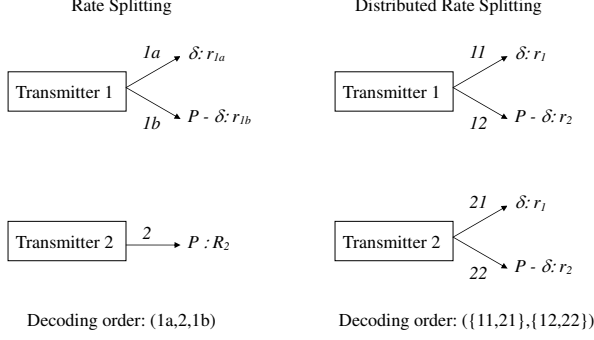 Rate Splitting
1a
δ: r1a
Transmitter 1
1b
P - δ: r1b
2
Transmitter 2
P : R2
Decoding order: (1a,2,1b)
Distributed Rate Splitting
11
δ: r1
Transmitter 1
12
P - δ: r2
21
δ: r1
Transmitter 2
22
P - δ: r2
Decoding order: ({11,21},{12,22})